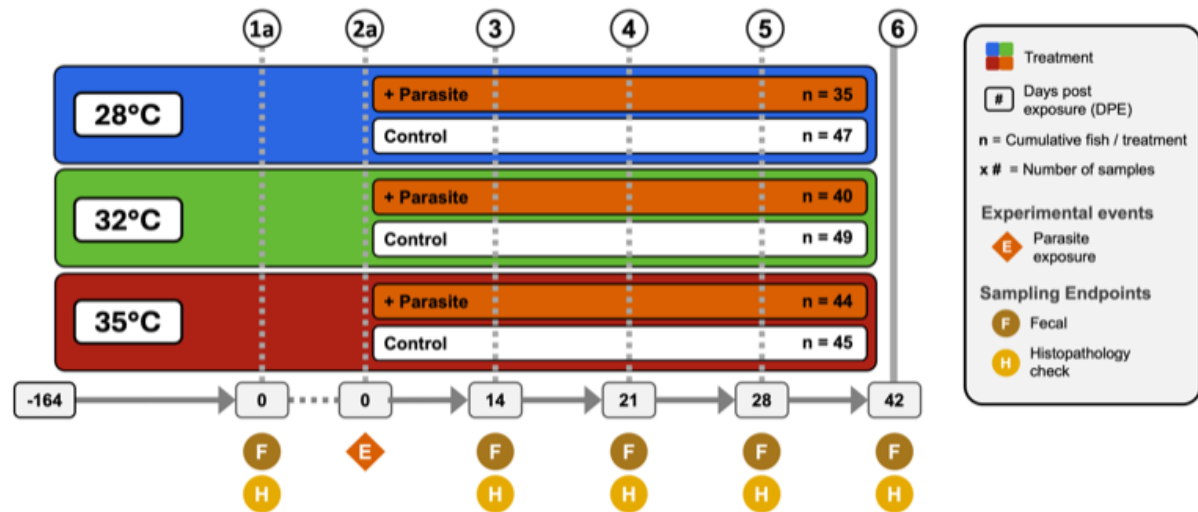 1a 2a 3 4 5 6
28°C
+ Parasite n = 35
Control n = 47
32°C
+ Parasite n = 40
Control n = 49
35°C
+ Parasite n = 44
Control n = 45
-164 0 0 14 21 28 42
F E F F F F
H H H H H
Treatment
# Days post
exposure (DPE)
n = Cumulative fish / treatment
x # = Number of samples
Experimental events
E Parasite
exposure
Sampling Endpoints
F Fecal
H Histopathology
check